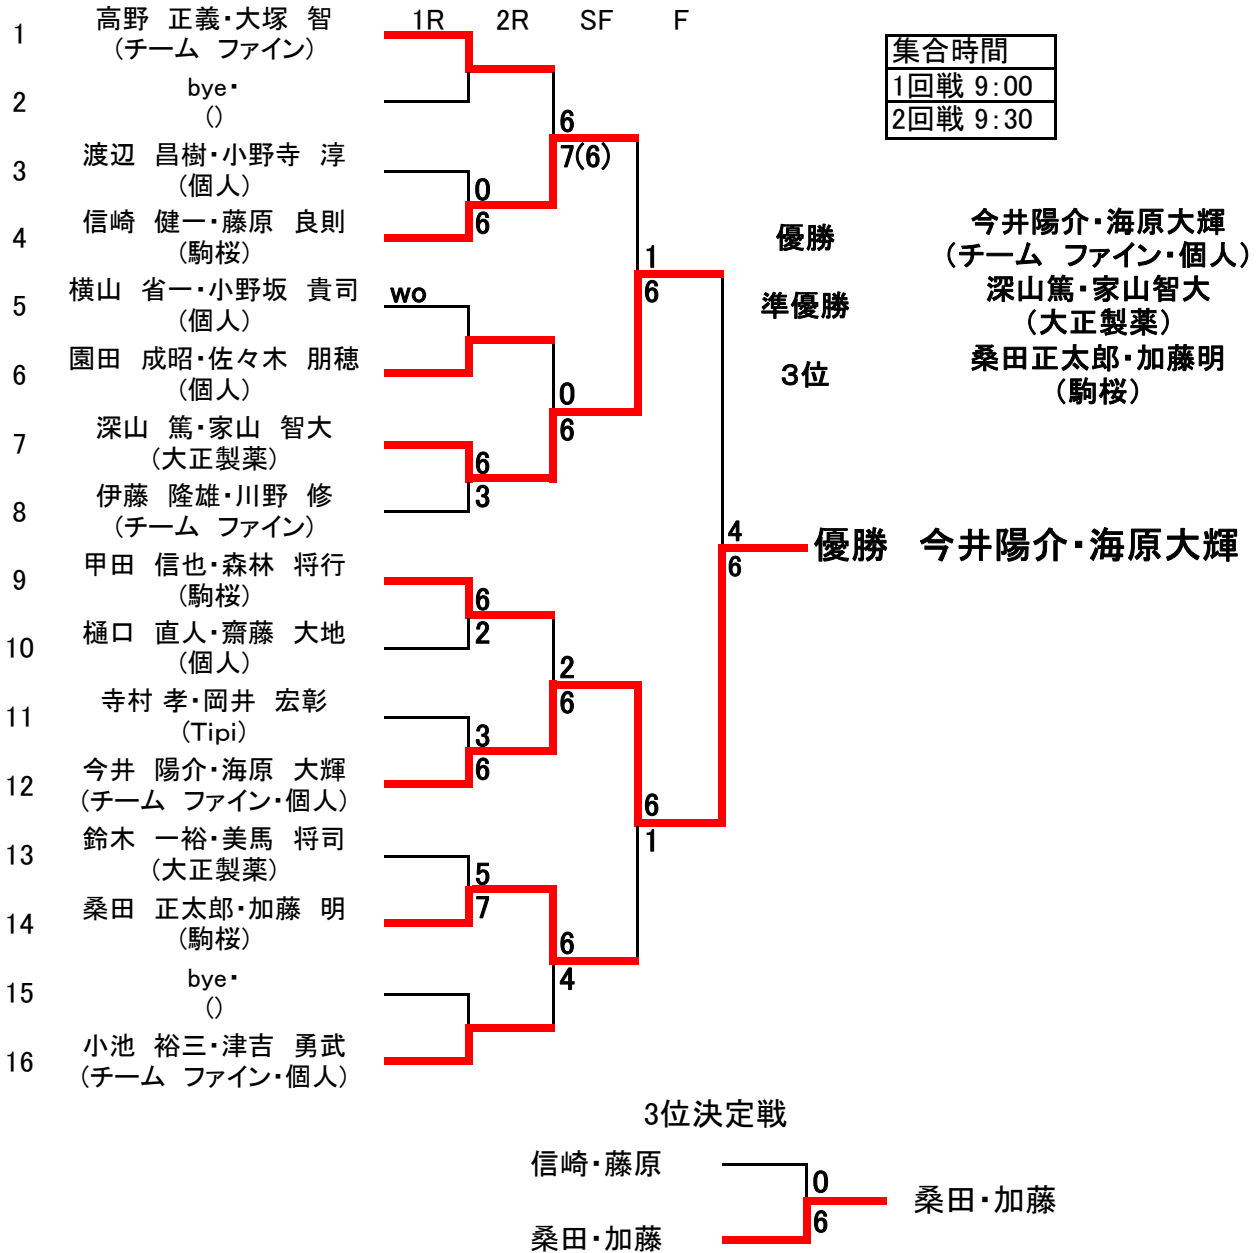 1R 2R SF F
1 高野 正義・大塚 智
(チーム ファイン)
2 bye・
()
3 渡辺 昌樹・小野寺 淳
(個人)
4 信崎 健一・藤原 良則
(駒桜)
5 横山 省一・小野坂 貴司
(個人)
6 園田 成昭・佐々木 朋穂
(個人)
7 深山 篤・家山 智大
(大正製薬)
8 伊藤 隆雄・川野 修
(チーム ファイン)
9 甲田 信也・森林 将行
(駒桜)
10 樋口 直人・齋藤 大地
(個人)
11 寺村 孝・岡井 宏彰
(Tipi)
12 今井 陽介・海原 大輝
(チーム ファイン・個人)
13 鈴木 一裕・美馬 将司
(大正製薬)
14 桑田 正太郎・加藤 明
(駒桜)
15 bye・
()
16 小池 裕三・津吉 勇武
(チーム ファイン・個人)
0
6
wo
6
3
6
2
3
6
5
7
6
7(6)
0
6
2
6
6
4
1
6
6
1
4
6
優勝 今井陽介・海原大輝
集合時間
1回戦 9:00
2回戦 9:30
優勝 今井陽介・海原大輝
(チーム ファイン・個人)
準優勝 深山篤・家山智大
(大正製薬)
3位 桑田正太郎・加藤明
(駒桜)
3位決定戦
信崎・藤原
0
桑田・加藤
6
桑田・加藤